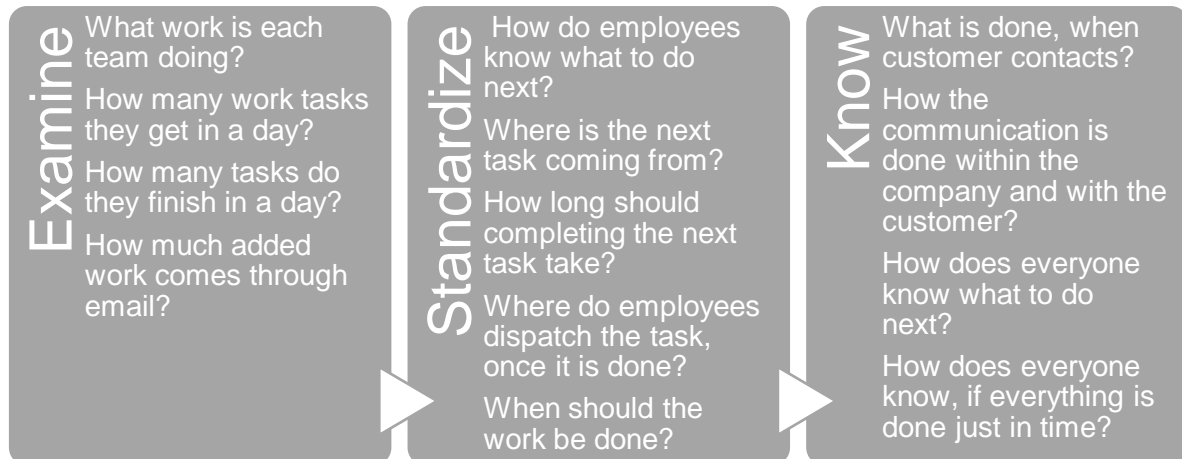 Examine
What work is each
team doing?
How many work tasks
they get in a day?
How many tasks do
they finish in a day?
How much added
work comes through
email?
Standardize
How do employees
know what to do
next?
Where is the next
task coming from?
How long should
completing the next
task take?
Where do employees
dispatch the task,
once it is done?
When should the
work be done?
Know
What is done, when
customer contacts?
How the
communication is
done within the
company and with the
customer?
How does everyone
know what to do
next?
How does everyone
know, if everything is
done just in time?